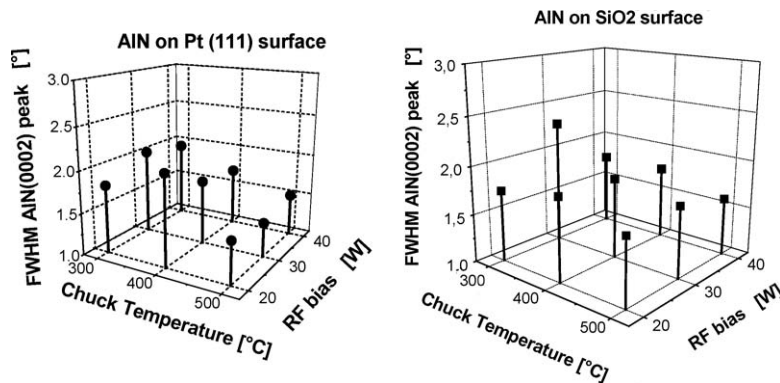 AlN on Pt (111) surface
FWHM AlN(0002) peak [°]
3.0
2.5
2.0
1.5
1.0
300
400
500
Chuck Temperature [°C]
20
30
40
RF bias [W]
AlN on SiO2 surface
FWHM AlN(0002) peak [°]
3,0
2,5
2,0
1,5
1,0
300
400
500
Chuck Temperature [°C]
20
30
40
RF bias [W]